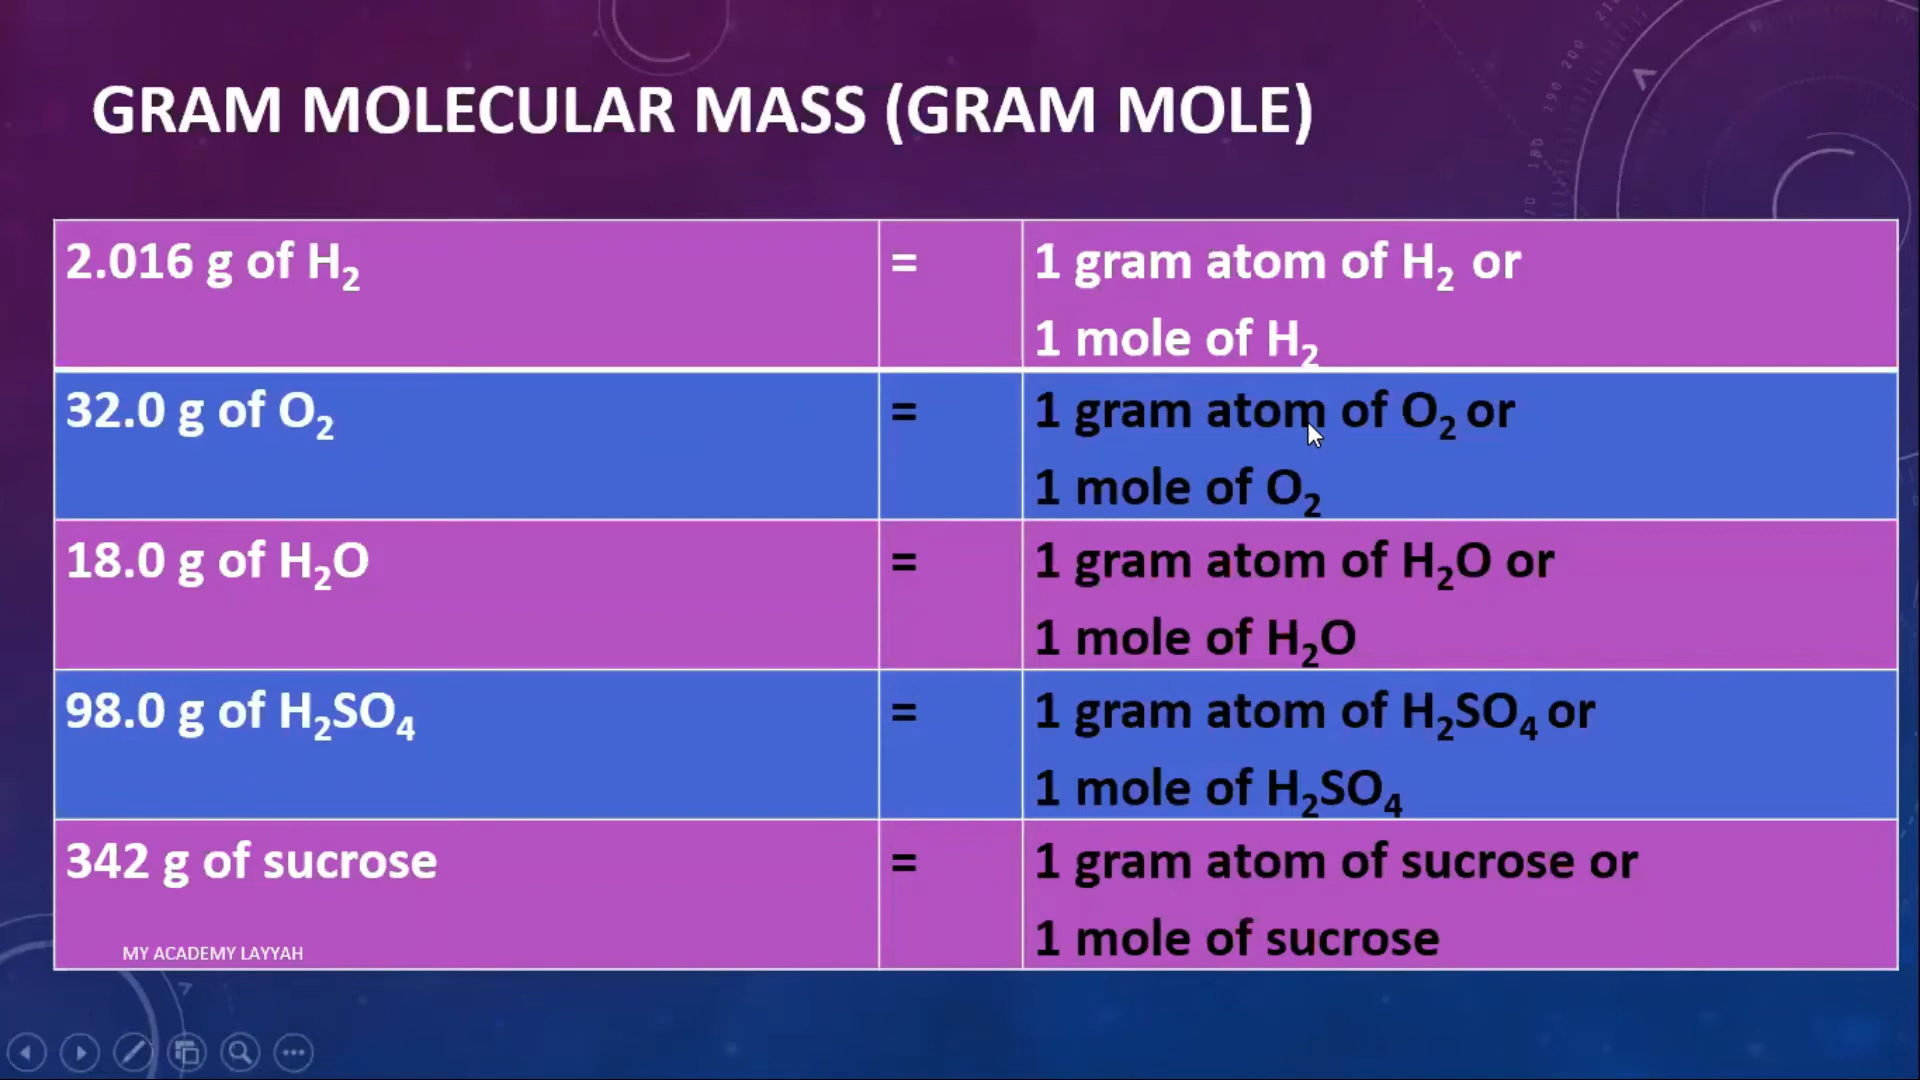 GRAM MOLECULAR MASS (GRAM MOLE)
2.016 g of H₂ = 1 gram atom of H₂ or
1 mole of H₂
32.0 g of O₂ = 1 gram atom of O₂ or
1 mole of O₂
18.0 g of H₂O = 1 gram atom of H₂O or
1 mole of H₂O
98.0 g of H₂SO₄ = 1 gram atom of H₂SO₄ or
1 mole of H₂SO₄
342 g of sucrose = 1 gram atom of sucrose or
1 mole of sucrose
MY ACADEMY LAYYAH